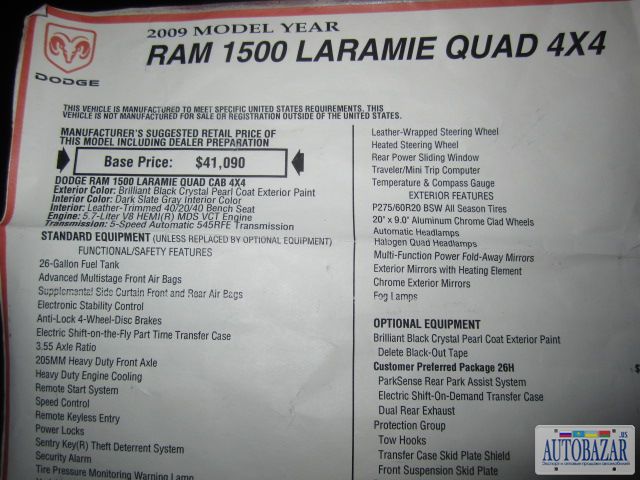 2009 MODEL YEAR
RAM 1500 LARAMIE QUAD 4X4
DODGE
THIS VEHICLE IS MANUFACTURED TO MEET SPECIFIC UNITED STATES REQUIREMENTS. THIS
VEHICLE IS NOT MANUFACTURED FOR SALE OR REGISTRATION OUTSIDE OF THE UNITED STATES.
MANUFACTURER'S SUGGESTED RETAIL PRICE OF
THIS MODEL INCLUDING DEALER PREPARATION
Base Price: $41,090
DODGE RAM 1500 LARAMIE QUAD CAB 4X4
Exterior Color: Brilliant Black Crystal Pearl Coat Exterior Paint
Interior Color: Dark Slate Gray Interior Color
Interior: Leather-Trimmed 40/20/40 Bench Seat
Engine: 5.7-Liter V8 HEMI(R) MDS VCT Engine
Transmission: 5-Speed Automatic 545RFE Transmission
STANDARD EQUIPMENT (UNLESS REPLACED BY OPTIONAL EQUIPMENT)
FUNCTIONAL/SAFETY FEATURES
26-Gallon Fuel Tank
Advanced Multistage Front Air Bags
Supplemental Side Curtain Front and Rear Air Bags
Electronic Stability Control
Anti-Lock 4-Wheel-Disc Brakes
Electric Shift-on-the-Fly Part Time Transfer Case
3.55 Axle Ratio
205MM Heavy Duty Front Axle
Heavy Duty Engine Cooling
Remote Start System
Speed Control
Remote Keyless Entry
Power Locks
Sentry Key(R) Theft Deterrent System
Security Alarm
Tire Pressure Monitoring Warning Lamp
Leather-Wrapped Steering Wheel
Heated Steering Wheel
Rear Power Sliding Window
Traveler/Mini Trip Computer
Temperature & Compass Gauge
EXTERIOR FEATURES
P275/60R20 BSW All Season Tires
20" x 9.0" Aluminum Chrome Clad Wheels
Automatic Headlamps
Halogen Quad Headlamps
Multi-Function Power Fold-Away Mirrors
Exterior Mirrors with Heating Element
Chrome Exterior Mirrors
Fog Lamps
OPTIONAL EQUIPMENT
Brilliant Black Crystal Pearl Coat Exterior Paint
Delete Black-Out Tape
Customer Preferred Package 26H
$
ParkSense Rear Park Assist System
Electric Shift-On-Demand Transfer Case
Dual Rear Exhaust
Protection Group
Tow Hooks
Transfer Case Skid Plate Shield
Front Suspension Skid Plate
AUTOBAZAR.US